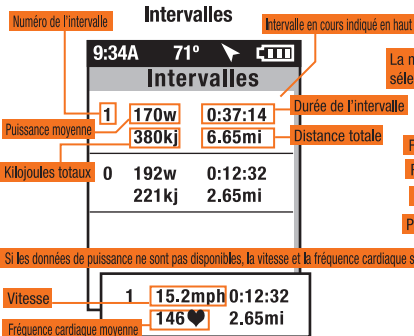 Intervalles
Numéro de l'intervalle
Intervalle en cours indiqué en haut
9:34A 71º
La
sélé
Intervalles
1 170w 0:37:14
Durée de l'intervalle
Puissance moyenne
380kj 6.65mi
Distance totale
Kilojoules totaux
0 192w 0:12:32
221kj 2.65mi
Si les données de puissance ne sont pas disponibles, la vitesse et la fréquence cardiaque s
Vitesse
1 15.2mph 0:12:32
146 2.65mi
Fréquence cardiaque moyenne